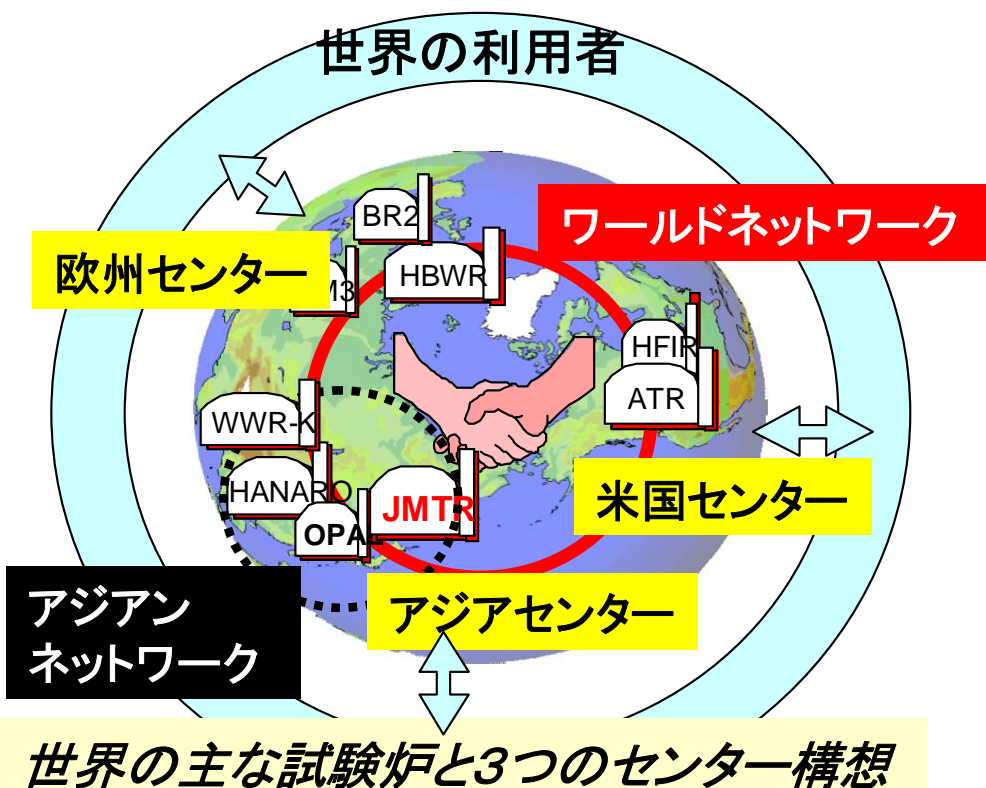 世界の利用者
BR2
ワールドネットワーク
欧州センター
HBWR
M3
HFIR
ATR
WWR-K
HANARO
JMTR
OPAL
米国センター
アジアセンター
アジアン
ネットワーク
世界の主な試験炉と3つのセンター構想